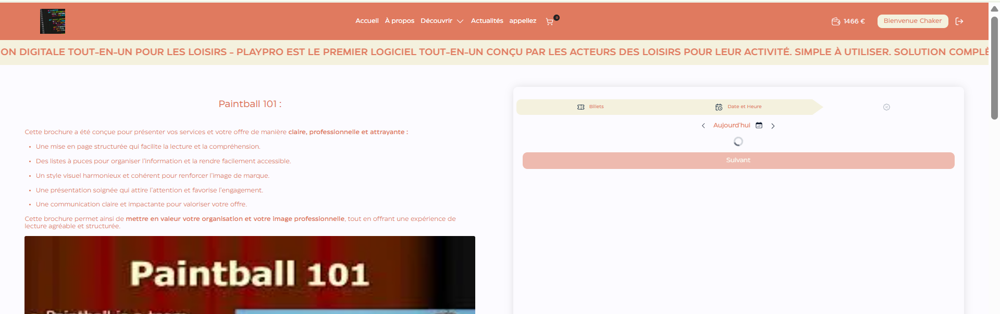 Accueil À propos Découvrir Actualités appellez 0 1466 € Bienvenue Chaker
ON DIGITALE TOUT-EN-UN POUR LES LOISIRS - PLAYPRO EST LE PREMIER LOGICIEL TOUT-EN-UN CONÇU PAR LES ACTEURS DES LOISIRS POUR LEUR ACTIVITÉ. SIMPLE À UTILISER. SOLUTION COMPLÈ
Paintball 101 :
Cette brochure a été conçue pour présenter vos services et votre offre de manière claire, professionnelle et attrayante :
• Une mise en page structurée qui facilite la lecture et la compréhension.
• Des listes à puces pour organiser l'information et la rendre facilement accessible.
• Un style visuel harmonieux et cohérent pour renforcer l'image de marque.
• Une présentation soignée qui attire l'attention et favorise l'engagement.
• Une communication claire et impactante pour valoriser votre offre.
Cette brochure permet ainsi de mettre en valeur votre organisation et votre image professionnelle, tout en offrant une expérience de
lecture agréable et structurée.
Paintball 101
Billets Date et Heure
Aujourd'hui
Suivant